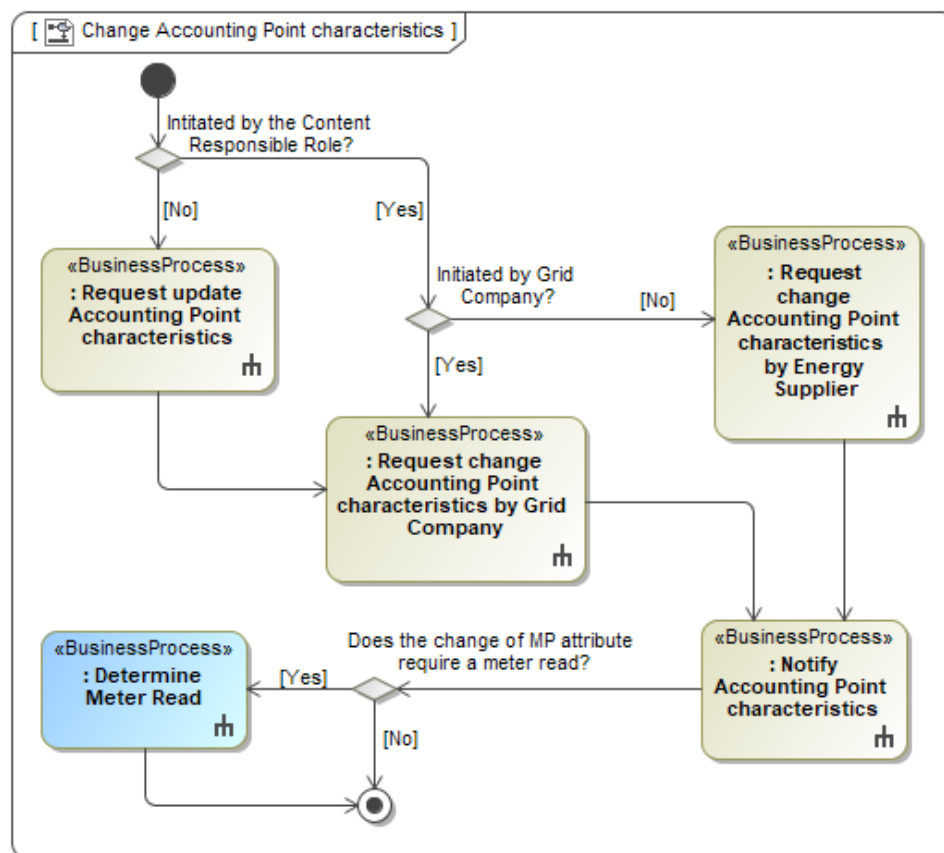 [ Change Accounting Point characteristics ]
Intitated by the Content
Responsible Role?
[No]
[Yes]
«BusinessProcess»
: Request update
Accounting Point
characteristics
Initiated by Grid
Company?
[No]
[Yes]
«BusinessProcess»
: Request
change
Accounting Point
characteristics
by Energy
Supplier
«BusinessProcess»
: Request change
Accounting Point
characteristics by Grid
Company
«BusinessProcess»
: Notify
Accounting Point
characteristics
Does the change of MP attribute
require a meter read?
[Yes]
[No]
«BusinessProcess»
: Determine
Meter Read